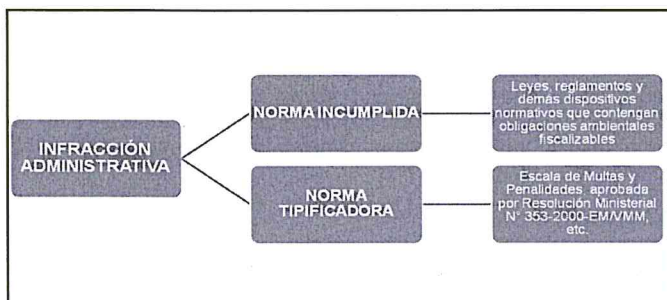 INFRACCIÓN
ADMINISTRATIVA
NORMA INCUMPLIDA
Leyes, reglamentos y
demás dispositivos
normativos que contengan
obligaciones ambientales
fiscalizables
NORMA
TIPIFICADORA
Escala de Multas y
Penalidades, aprobada
por Resolución Ministerial
N° 353-2000-EM/VMM,
etc.